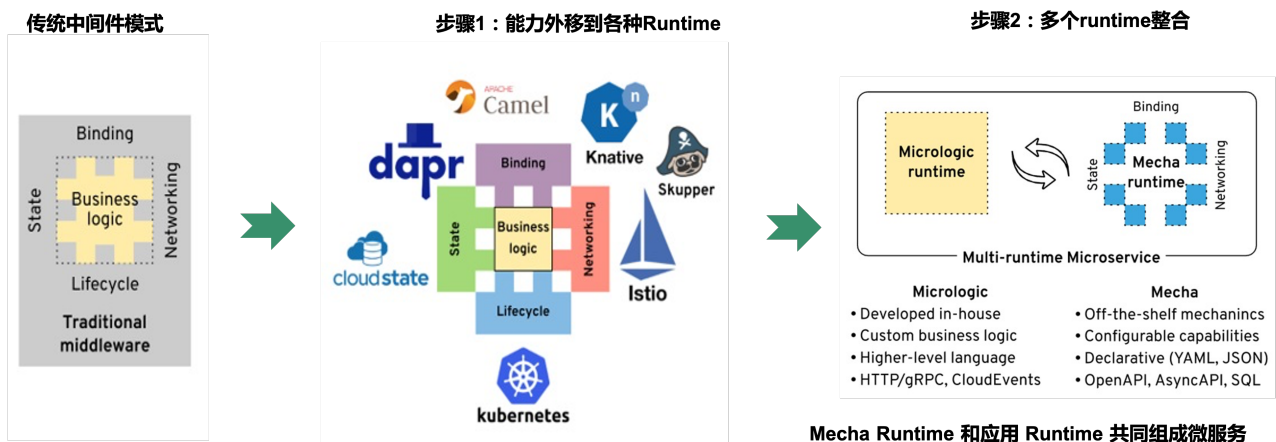 传统中间件模式
Binding
State
Business
logic
Networking
Lifecycle
Traditional
middleware
步骤1：能力外移到各种Runtime
APACHE
Camel
dapr
K
n
Knative
Skupper
Binding
State
Business
logic
Networking
Lifecycle
cloudstate
Istio
kubernetes
步骤2：多个runtime整合
Micrologic
runtime
Binding
State
Mecha
runtime
Networking
Multi-runtime Microservice
Micrologic
• Developed in-house
• Custom business logic
• Higher-level language
• HTTP/gRPC, CloudEvents
Mecha
• Off-the-shelf mechanincs
• Configurable capabilities
• Declarative (YAML, JSON)
• OpenAPI, AsyncAPI, SQL
Mecha Runtime 和应用 Runtime 共同组成微服务